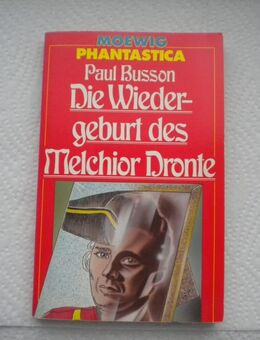 MOEWIG
PHANTASTICA
Paul Busson
Die Wieder-
geburt des
Melchior Dronte